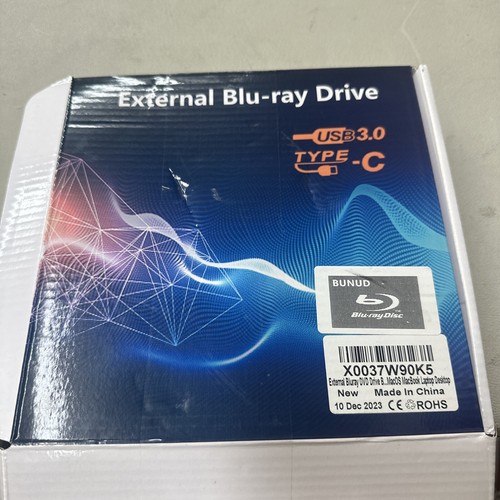 External Blu-ray Drive
USB3.0
TYPE-C
BUNUD
Blu-ray Disc
X0037W90K5
External Bluray DVD Drive B...MacOS MacBook Laptop Desktop
New Made In China
10 Dec 2023 CE ROHS